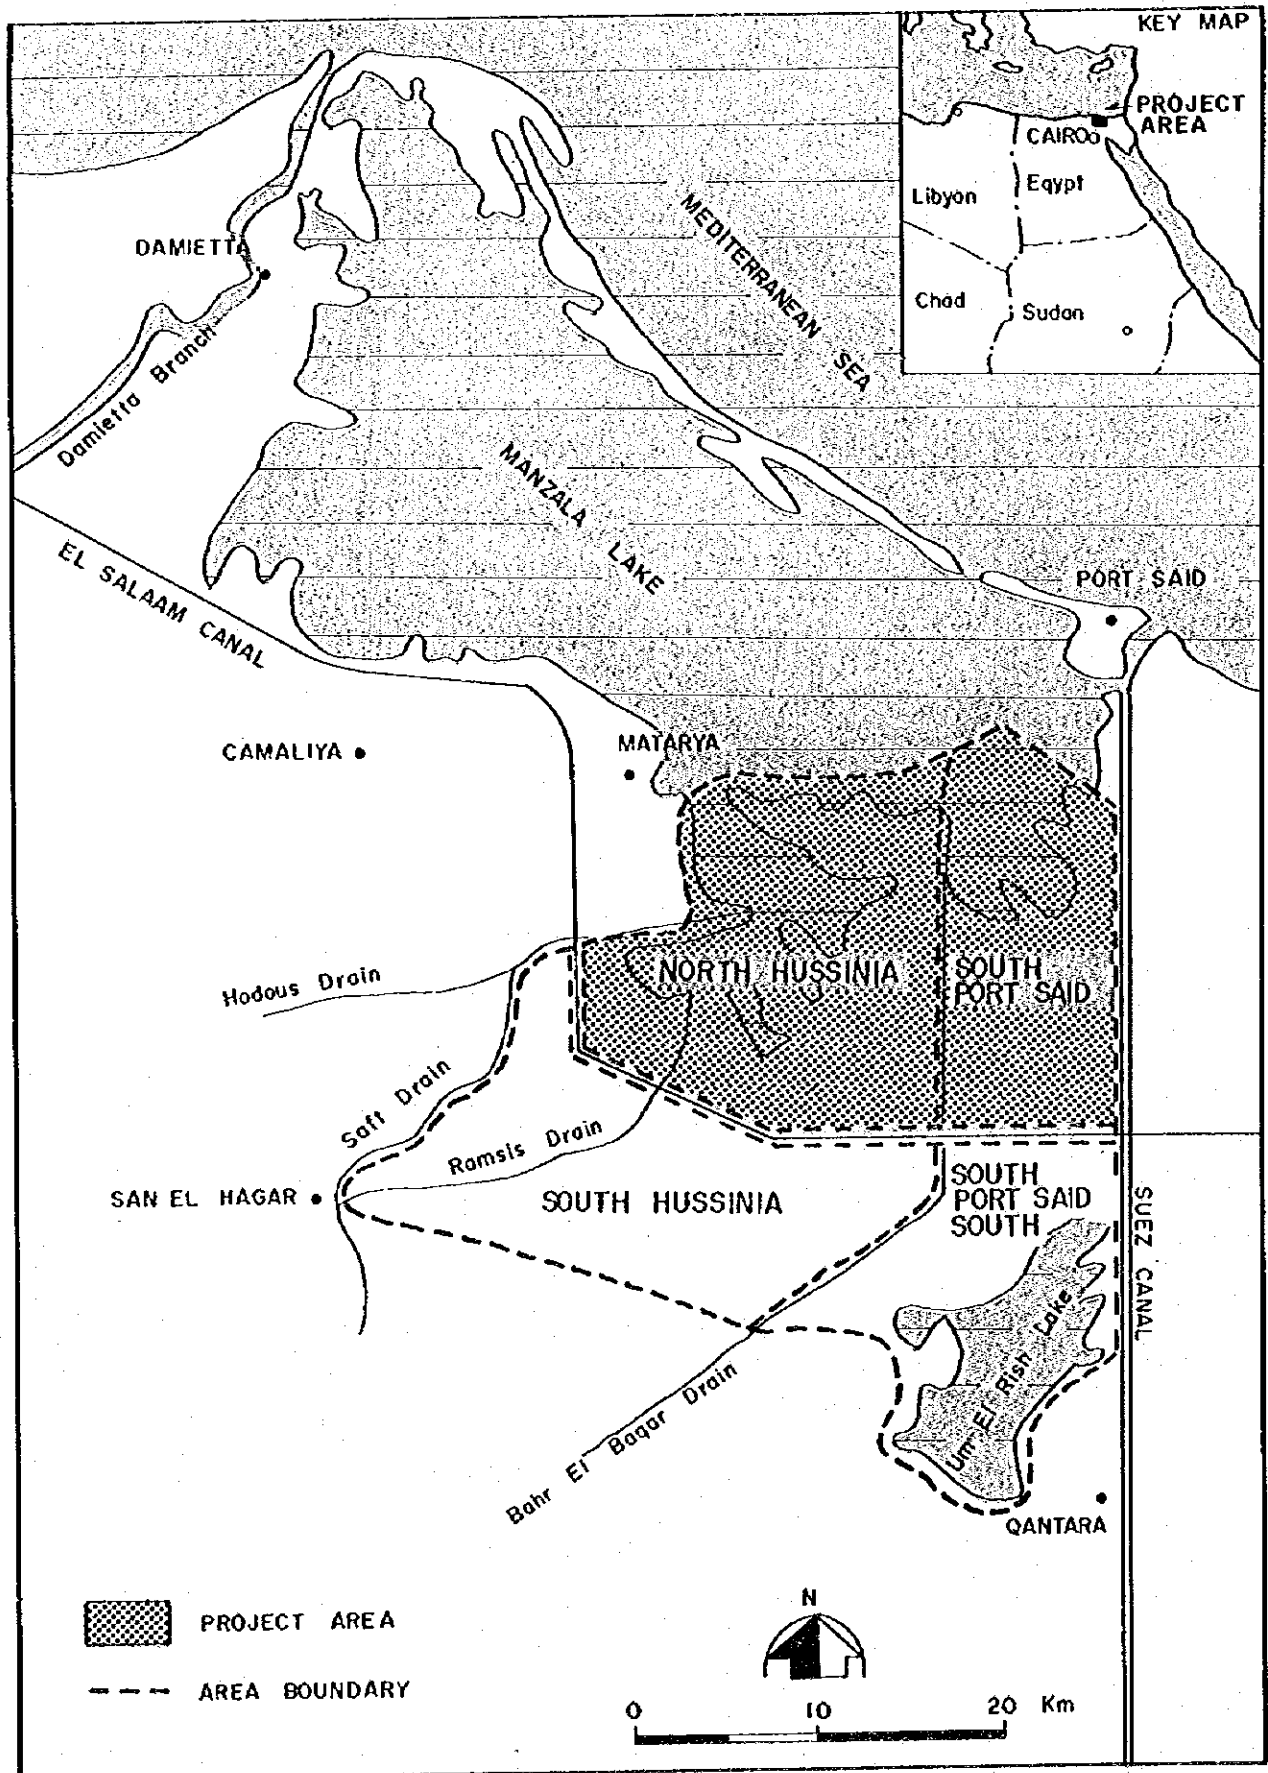 KEY MAP
PROJECT
AREA
CAIRO
Libyan
Eqypt
Chad
Sudan
DAMIETTA
MEDITERRANEAN SEA
Damietta Branch
MANZALA LAKE
EL SALAAM CANAL
PORT SAID
CAMALIYA
MATARYA
Hodous Drain
NORTH HUSSINIA
SOUTH
PORT SAID
Saft Drain
Ramsis Drain
SAN EL HAGAR
SOUTH HUSSINIA
SOUTH
PORT SAID
SOUTH
SUEZ CANAL
Um El Rish Lake
Bahr El Baqar Drain
QANTARA
PROJECT AREA
AREA BOUNDARY
N
0 10 20 Km